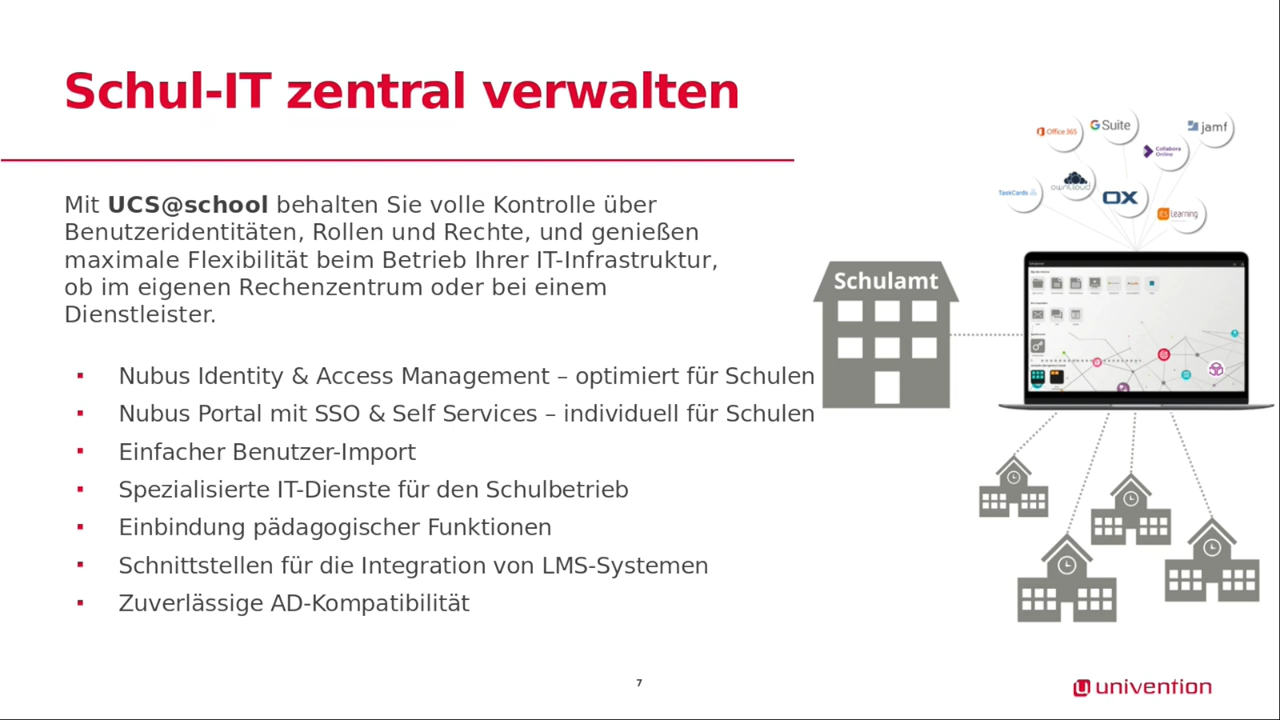 Schul-IT zentral verwalten
Mit UCS@school behalten Sie volle Kontrolle über
Benutzeridentitäten, Rollen und Rechte, und genießen
maximale Flexibilität beim Betrieb Ihrer IT-Infrastruktur,
ob im eigenen Rechenzentrum oder bei einem
Dienstleister.
▪ Nubus Identity & Access Management – optimiert für Schulen
▪ Nubus Portal mit SSO & Self Services – individuell für Schulen
▪ Einfacher Benutzer-Import
▪ Spezialisierte IT-Dienste für den Schulbetrieb
▪ Einbindung pädagogischer Funktionen
▪ Schnittstellen für die Integration von LMS-Systemen
▪ Zuverlässige AD-Kompatibilität
Office 365
G Suite
jamf
Collabora
Online
TaskCards
ownCloud
OX
itslearning
Schulamt
7
univention